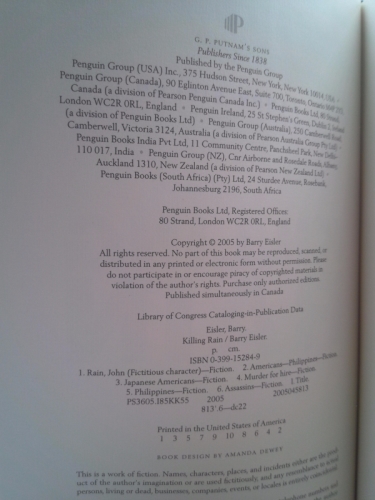 G. P. PUTNAM'S SONS
Publishers Since 1838
Published by the Penguin Group
Penguin Group (USA) Inc., 375 Hudson Street, New York, New York 10014, USA •
Penguin Group (Canada), 90 Eglinton Avenue East, Suite 700, Toronto, Ontario M4P 2Y3,
Canada (a division of Pearson Penguin Canada Inc.) • Penguin Books Ltd, 80 Strand,
London WC2R 0RL, England • Penguin Ireland, 25 St Stephen's Green, Dublin 2, Ireland
(a division of Penguin Books Ltd) • Penguin Group (Australia), 250 Camberwell Road,
Camberwell, Victoria 3124, Australia (a division of Pearson Australia Group Pty Ltd) •
Penguin Books India Pvt Ltd, 11 Community Centre, Panchsheel Park, New Delhi–
110 017, India • Penguin Group (NZ), Cnr Airborne and Rosedale Roads, Albany,
Auckland 1310, New Zealand (a division of Pearson New Zealand Ltd) •
Penguin Books (South Africa) (Pty) Ltd, 24 Sturdee Avenue, Rosebank,
Johannesburg 2196, South Africa
Penguin Books Ltd, Registered Offices:
80 Strand, London WC2R 0RL, England
Copyright © 2005 by Barry Eisler
All rights reserved. No part of this book may be reproduced, scanned, or
distributed in any printed or electronic form without permission. Please
do not participate in or encourage piracy of copyrighted materials in
violation of the author's rights. Purchase only authorized editions.
Published simultaneously in Canada
Library of Congress Cataloging-in-Publication Data
Eisler, Barry.
Killing Rain / Barry Eisler.
p. cm.
ISBN 0-399-15284-9
1. Rain, John (Fictitious character)—Fiction. 2. Americans—Philippines—Fiction.
3. Japanese Americans—Fiction. 4. Murder for hire—Fiction.
5. Philippines—Fiction. 6. Assassins—Fiction. I. Title.
PS3605.I85K55 2005 2005045813
813'.6—dc22
Printed in the United States of America
1 3 5 7 9 10 8 6 4 2
BOOK DESIGN BY AMANDA DEWEY
This is a work of fiction. Names, characters, places, and incidents either are the prod-
uct of the author's imagination or are used fictitiously, and any resemblance to actual
persons, living or dead, businesses, companies, events, or locales is entirely coincidental.